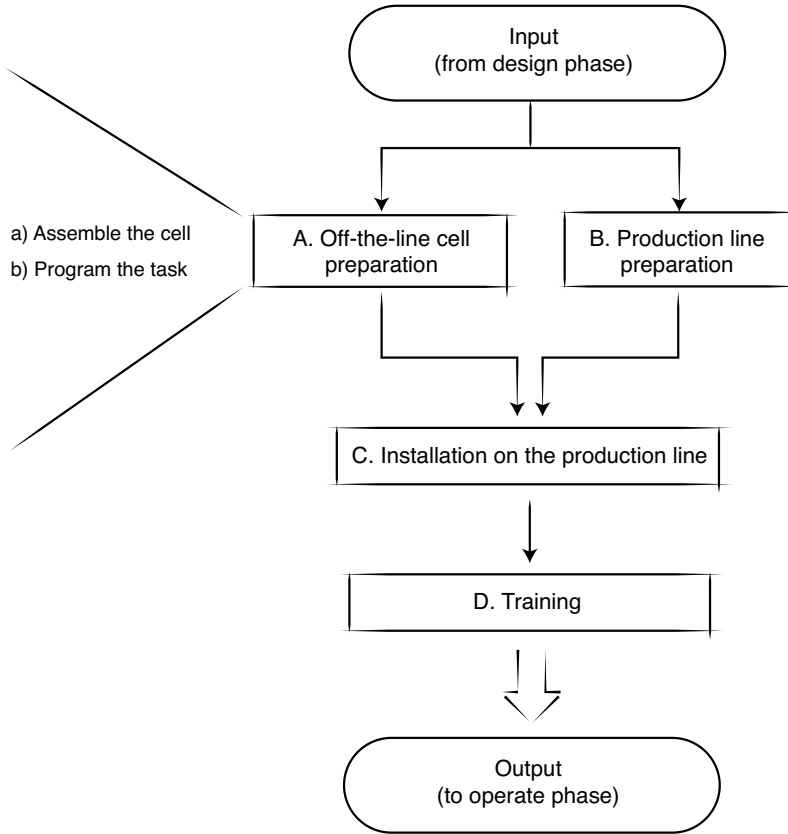 Input
(from design phase)
a) Assemble the cell
b) Program the task
A. Off-the-line cell
preparation
B. Production line
preparation
C. Installation on the production line
D. Training
Output
(to operate phase)